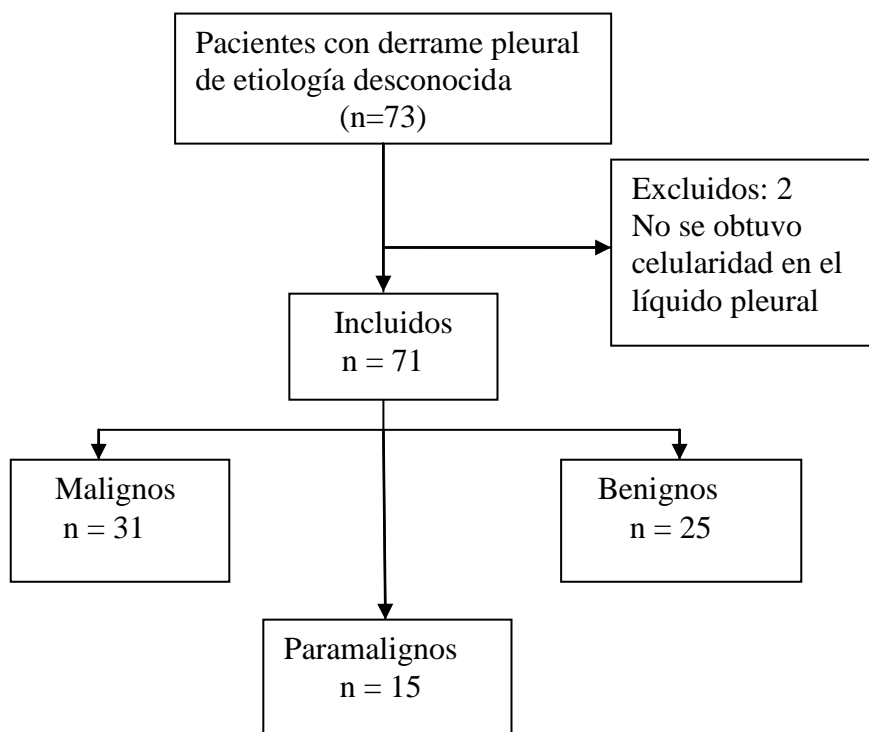 Pacientes con derrame pleural
de etiología desconocida
(n=73)
Excluidos: 2
No se obtuvo
celularidad en el
líquido pleural
Incluidos
n = 71
Malignos
n = 31
Benignos
n = 25
Paramalignos
n = 15